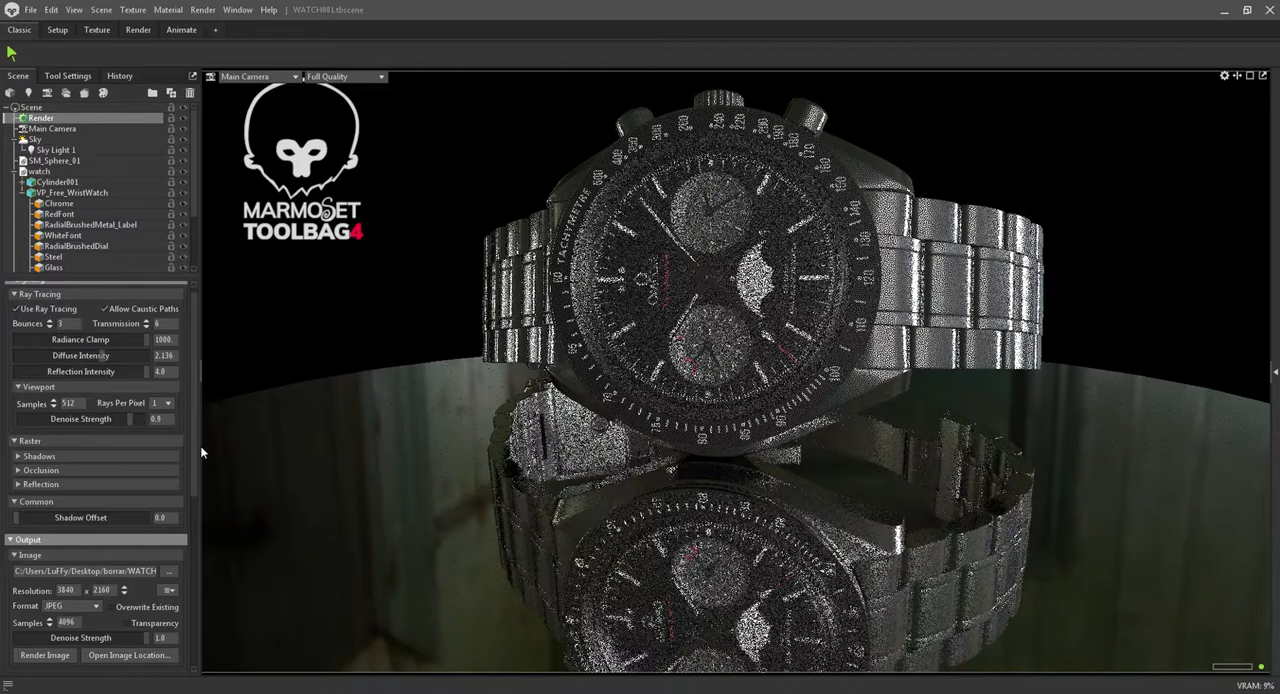 File Edit View Scene Texture Material Render Window Help | WATCH001.tbscene
Classic Setup Texture Render Animate +
Scene Tool Settings History
Main Camera Full Quality
Scene
Render
Main Camera
Sky
Sky Light 1
SM_Sphere_01
watch
Cylinder001
VP_Free_WristWatch
Chrome
RedFont
RadialBrushedMetal_Label
WhiteFont
RadialBrushedDial
Steel
Glass
Ray Tracing
Use Ray Tracing Allow Caustic Paths
Bounces 3 Transmission 6
Radiance Clamp 1000.
Diffuse Intensity 2.136
Reflection Intensity 4.0
Viewport
Samples 512 Rays Per Pixel 1
Denoise Strength 0.9
Raster
Shadows
Occlusion
Reflection
Common
Shadow Offset 0.0
Output
Image
C:/Users/LuFFy/Desktop/borrar/WATCH ...
Resolution: 3840 x 2160
Format JPEG Overwrite Existing
Samples 4096 Transparency
Denoise Strength 1.0
Render Image Open Image Location...
MARMOSET
TOOLBAG4
TACHYMETRE
VRAM: 9%